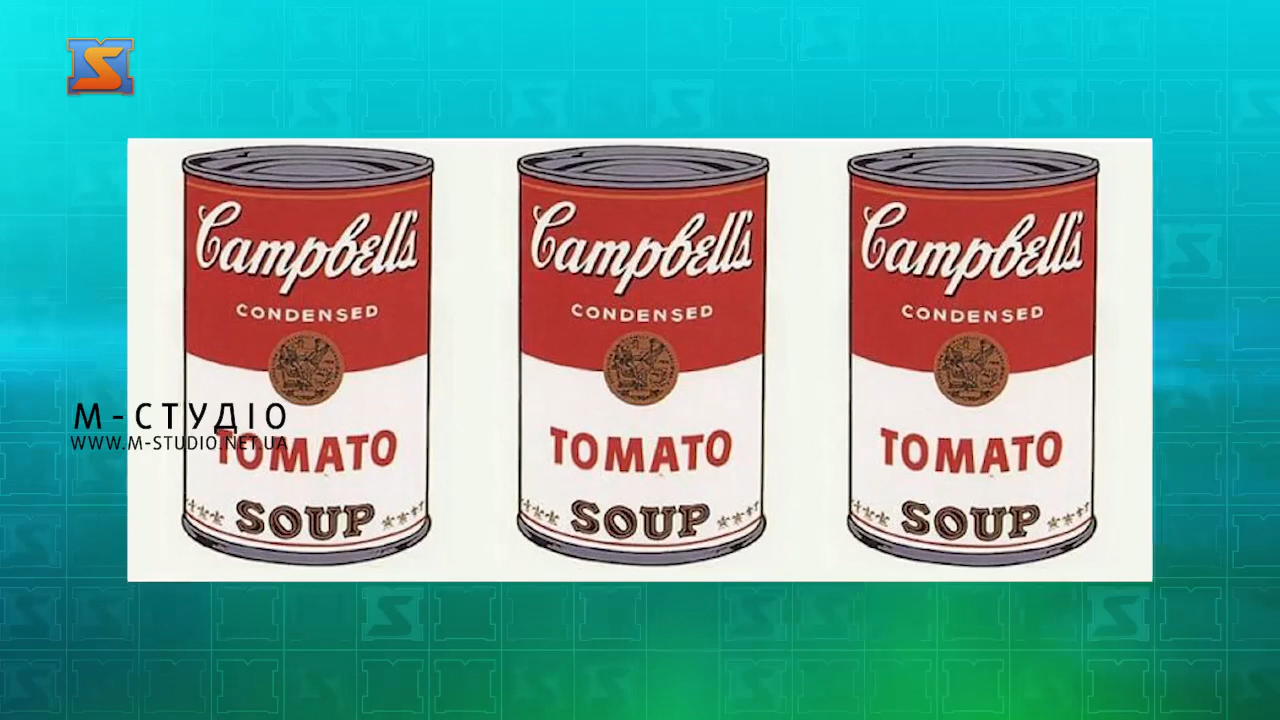 Campbell's
CONDENSED
TOMATO
SOUP
Campbell's
CONDENSED
TOMATO
SOUP
Campbell's
CONDENSED
TOMATO
SOUP
М-СТУДІО
WWW.M-STUDIO.NET.UA